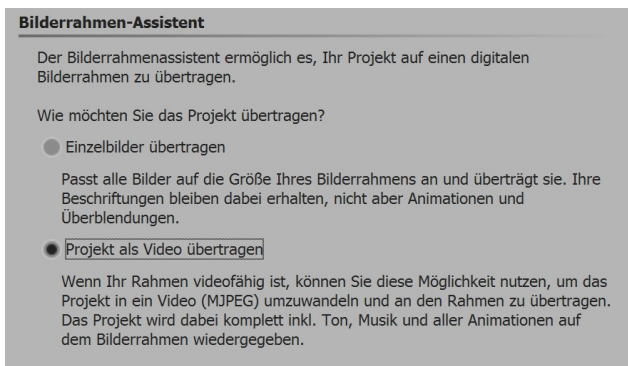 Bilderrahmen-Assistent
Der Bilderrahmenassistent ermöglich es, Ihr Projekt auf einen digitalen
Bilderrahmen zu übertragen.
Wie möchten Sie das Projekt übertragen?
Einzelbilder übertragen
Passt alle Bilder auf die Größe Ihres Bilderrahmens an und überträgt sie. Ihre
Beschriftungen bleiben dabei erhalten, nicht aber Animationen und
Überblendungen.
Projekt als Video übertragen
Wenn Ihr Rahmen videofähig ist, können Sie diese Möglichkeit nutzen, um das
Projekt in ein Video (MJPEG) umzuwandeln und an den Rahmen zu übertragen.
Das Projekt wird dabei komplett inkl. Ton, Musik und aller Animationen auf
dem Bilderrahmen wiedergegeben.